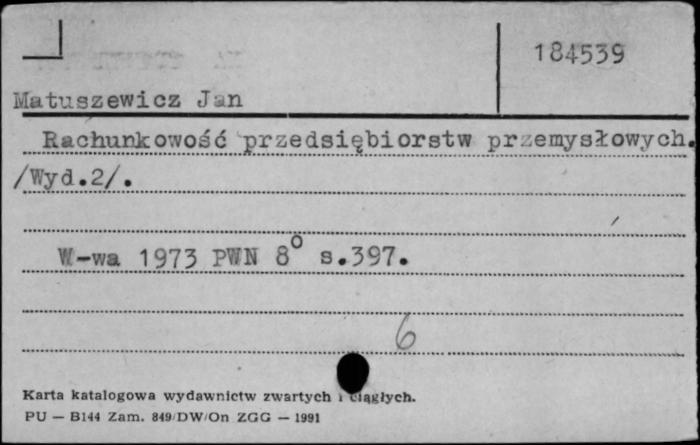 184539
Matuszewicz Jan
Rachunkowość przedsiębiorstw przemysłowych.
/Wyd.2/.
W-wa 1973 PWN 8° s.397.
6
Karta katalogowa wydawnictw zwartych i ciągłych.
PU — B144 Zam. 849/DW/On ZGG — 1991